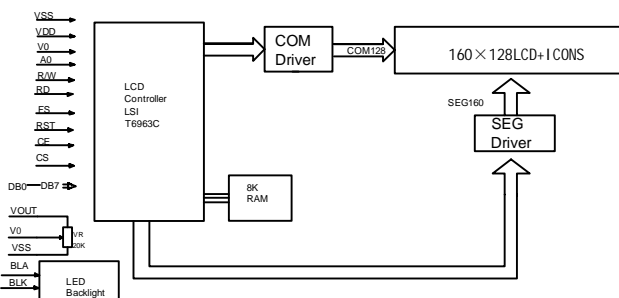 VSS
VDD
V0
A0
R/W
RD
FS
RST
CE
CS
DB0 DB7
VOUT
V0
VR
20K
VSS
BLA
BLK
LCD
Controller
LSI
T6963C
COM
Driver
COM128
160×128LCD+ICONS
SEG160
SEG
Driver
8K
RAM
LED
Backlight